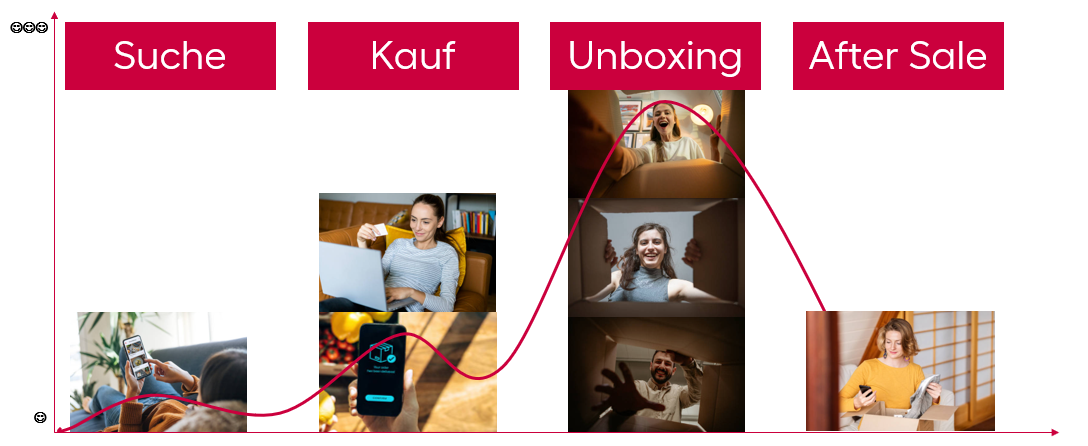 Suche
Kauf
Unboxing
After Sale